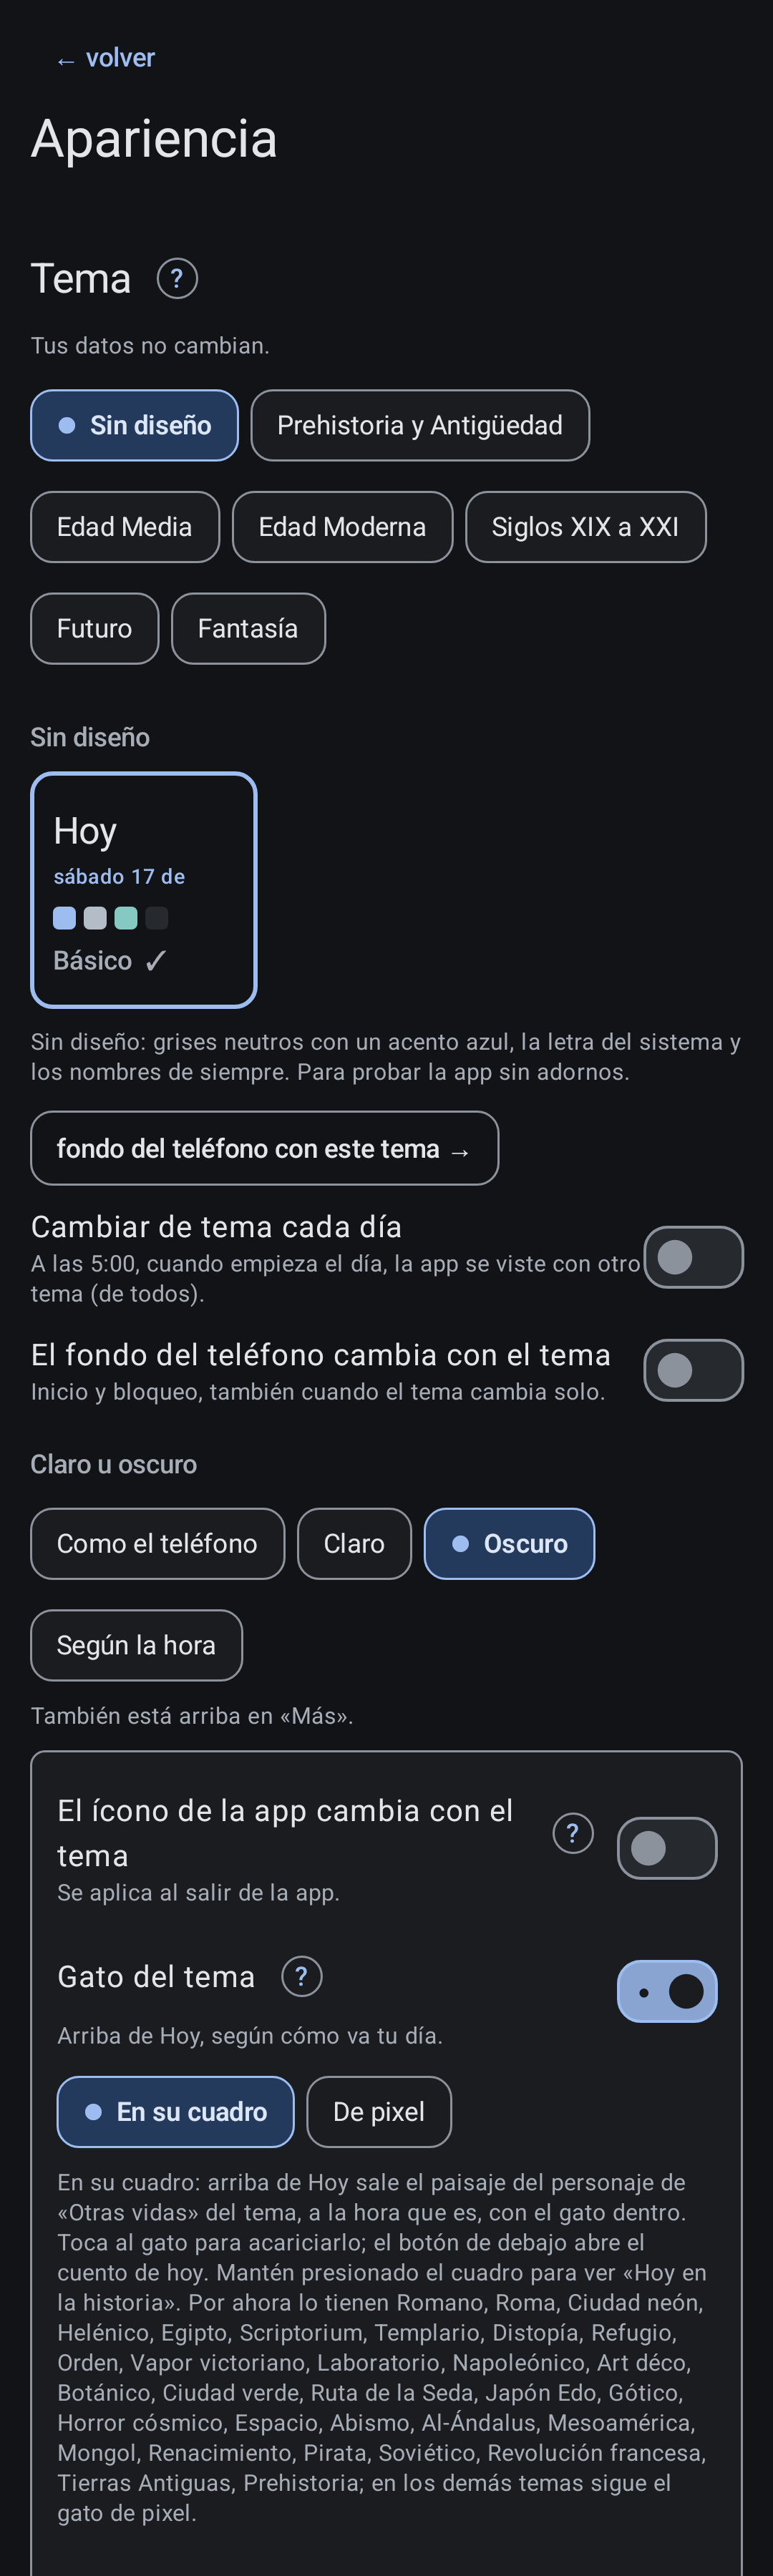 ← volver
Apariencia
Tema ?
Tus datos no cambian.
Sin diseño Prehistoria y Antigüedad
Edad Media Edad Moderna Siglos XIX a XXI
Futuro Fantasía
Sin diseño
Hoy
sábado 17 de
Básico ✓
Sin diseño: grises neutros con un acento azul, la letra del sistema y
los nombres de siempre. Para probar la app sin adornos.
fondo del teléfono con este tema →
Cambiar de tema cada día
A las 5:00, cuando empieza el día, la app se viste con otro
tema (de todos).
El fondo del teléfono cambia con el tema
Inicio y bloqueo, también cuando el tema cambia solo.
Claro u oscuro
Como el teléfono Claro Oscuro
Según la hora
También está arriba en «Más».
El ícono de la app cambia con el
tema ?
Se aplica al salir de la app.
Gato del tema ?
Arriba de Hoy, según cómo va tu día.
En su cuadro De pixel
En su cuadro: arriba de Hoy sale el paisaje del personaje de
«Otras vidas» del tema, a la hora que es, con el gato dentro.
Toca al gato para acariciarlo; el botón de debajo abre el
cuento de hoy. Mantén presionado el cuadro para ver «Hoy en
la historia». Por ahora lo tienen Romano, Roma, Ciudad neón,
Helénico, Egipto, Scriptorium, Templario, Distopía, Refugio,
Orden, Vapor victoriano, Laboratorio, Napoleónico, Art déco,
Botánico, Ciudad verde, Ruta de la Seda, Japón Edo, Gótico,
Horror cósmico, Espacio, Abismo, Al-Ándalus, Mesoamérica,
Mongol, Renacimiento, Pirata, Soviético, Revolución francesa,
Tierras Antiguas, Prehistoria; en los demás temas sigue el
gato de pixel.